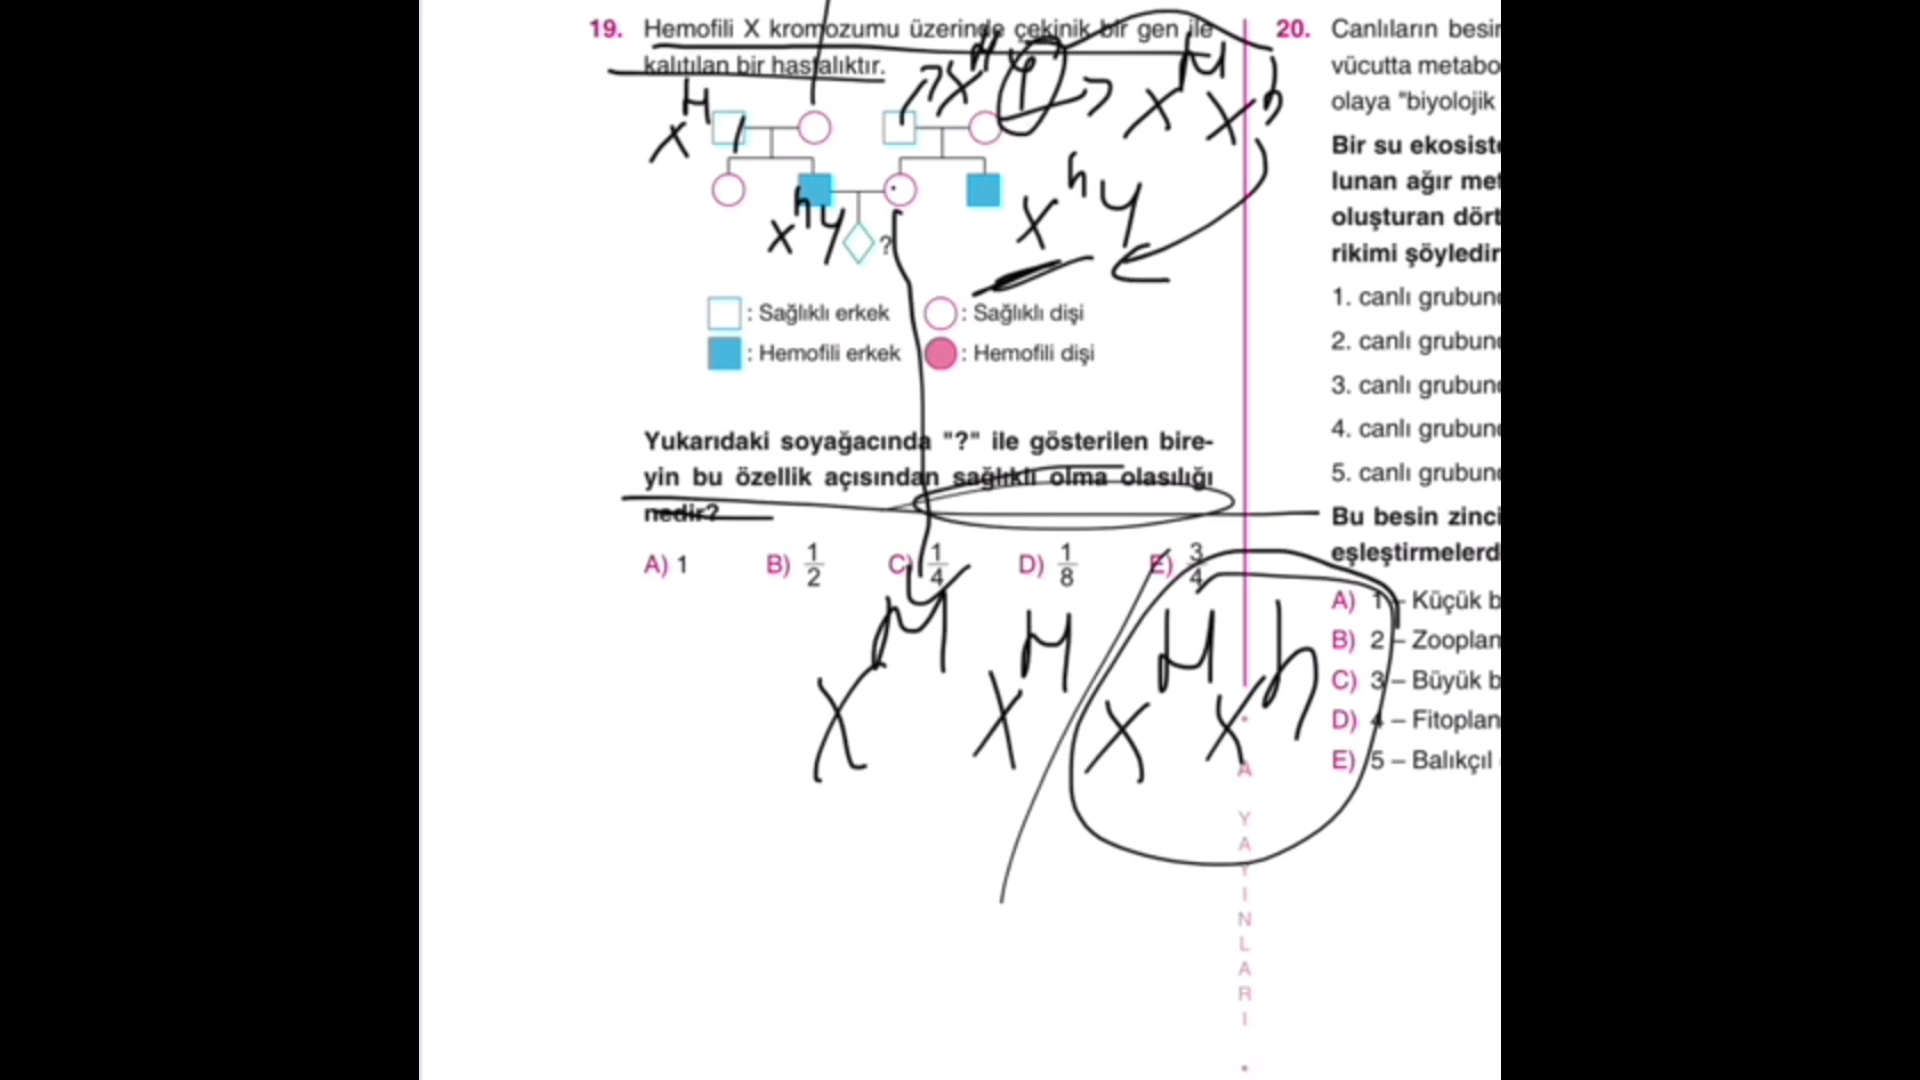 19. Hemofili X kromozumu üzerinde çekinik bir gen ile
kalıtılan bir hastalıktır.
X^H
X^H Y
X^H X^h
X^h Y
X^h Y
?
: Sağlıklı erkek
: Sağlıklı dişi
: Hemofili erkek
: Hemofili dişi
Yukarıdaki soyağacında "?" ile gösterilen bire-
yin bu özellik açısından sağlıklı olma olasılığı
nedir?
A) 1 B) 1/2 C) 1/4 D) 1/8 E) 3/4
X^H X^H X^H X^h
A YAYINLARI •
20. Canlıların besin
vücutta metabo
olaya "biyolojik
Bir su ekosiste
lunan ağır met
oluşturan dört
rikimi şöyledir
1. canlı grubun
2. canlı grubun
3. canlı grubun
4. canlı grubun
5. canlı grubun
Bu besin zinci
eşleştirmelerd
A) 1 – Küçük b
B) 2 – Zooplan
C) 3 – Büyük b
D) 4 – Fitoplan
E) 5 – Balıkçıl